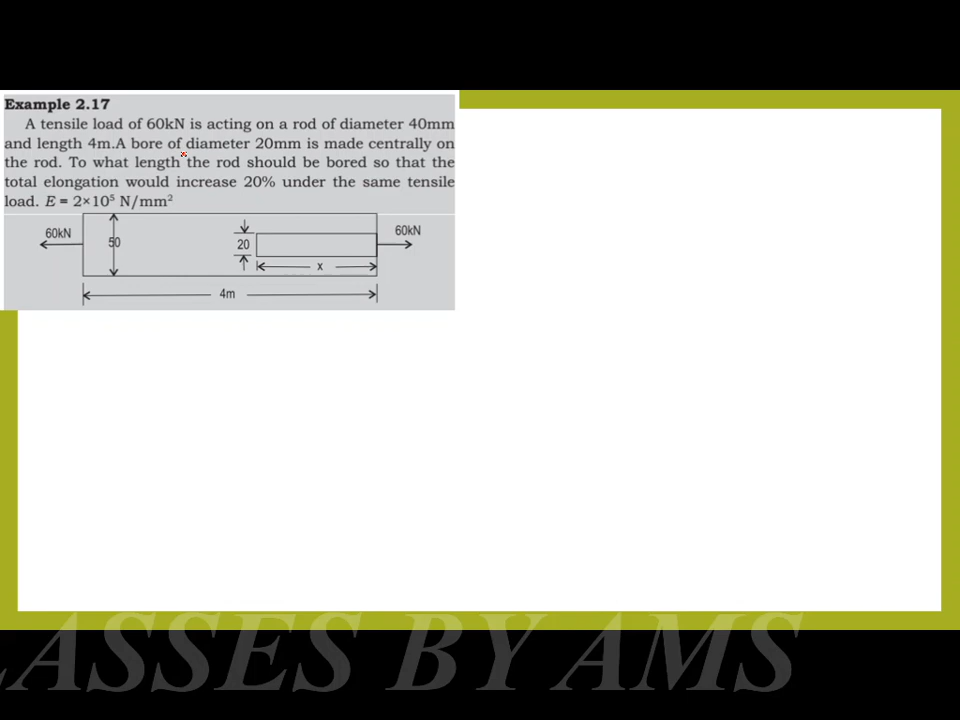 Example 2.17
A tensile load of 60kN is acting on a rod of diameter 40mm
and length 4m.A bore of diameter 20mm is made centrally on
the rod. To what length the rod should be bored so that the
total elongation would increase 20% under the same tensile
load. E = 2×10⁵ N/mm²
60kN
50
20
60kN
x
4m
LASSES BY AMS